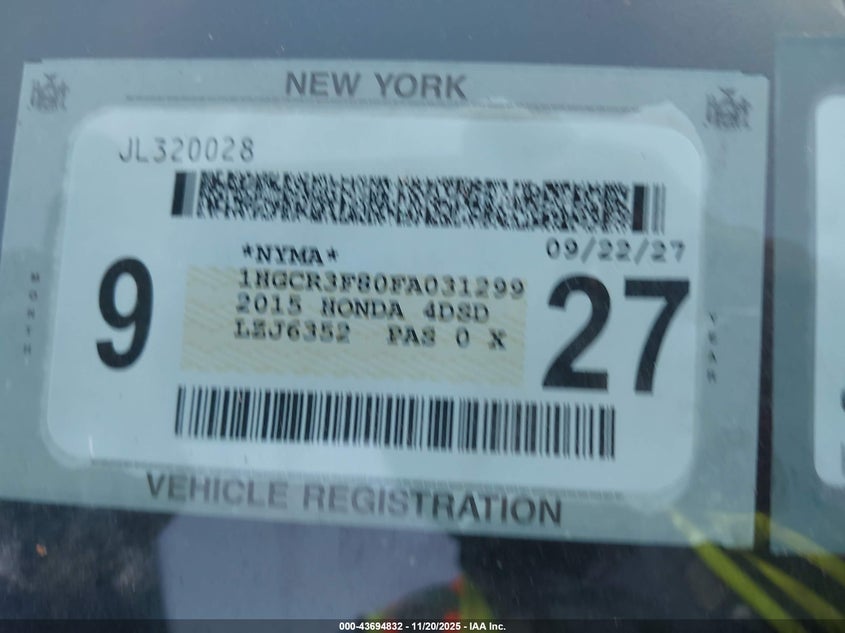 NEW YORK
JL320028
09/22/27
*NYMA*
1HGCR3F80FA031299
2015 HONDA 4DSD
LZJ6352 PAS 0 X
9
27
MONTH
YEAR
VEHICLE REGISTRATION
000-43694832 - 11/20/2025 - IAA Inc.